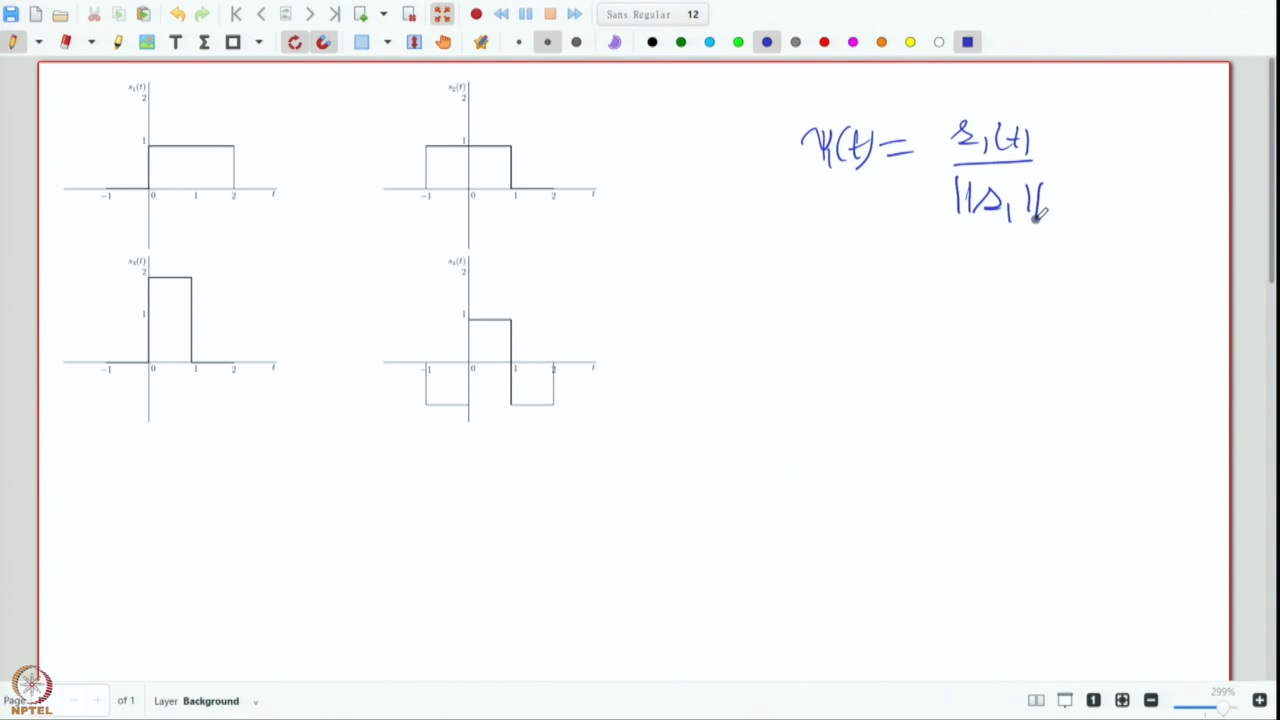 Sans Regular 12
s₁(t)
2
1
−1 0 1 2 t
s₂(t)
2
1
−1 0 1 2 t
ψ(t) = s₁(t)
||s₁||
s₃(t)
2
1
−1 0 1 2 t
s₄(t)
2
1
−1 0 1 2 t
Page
of 1 Layer Background
299%
NPTEL